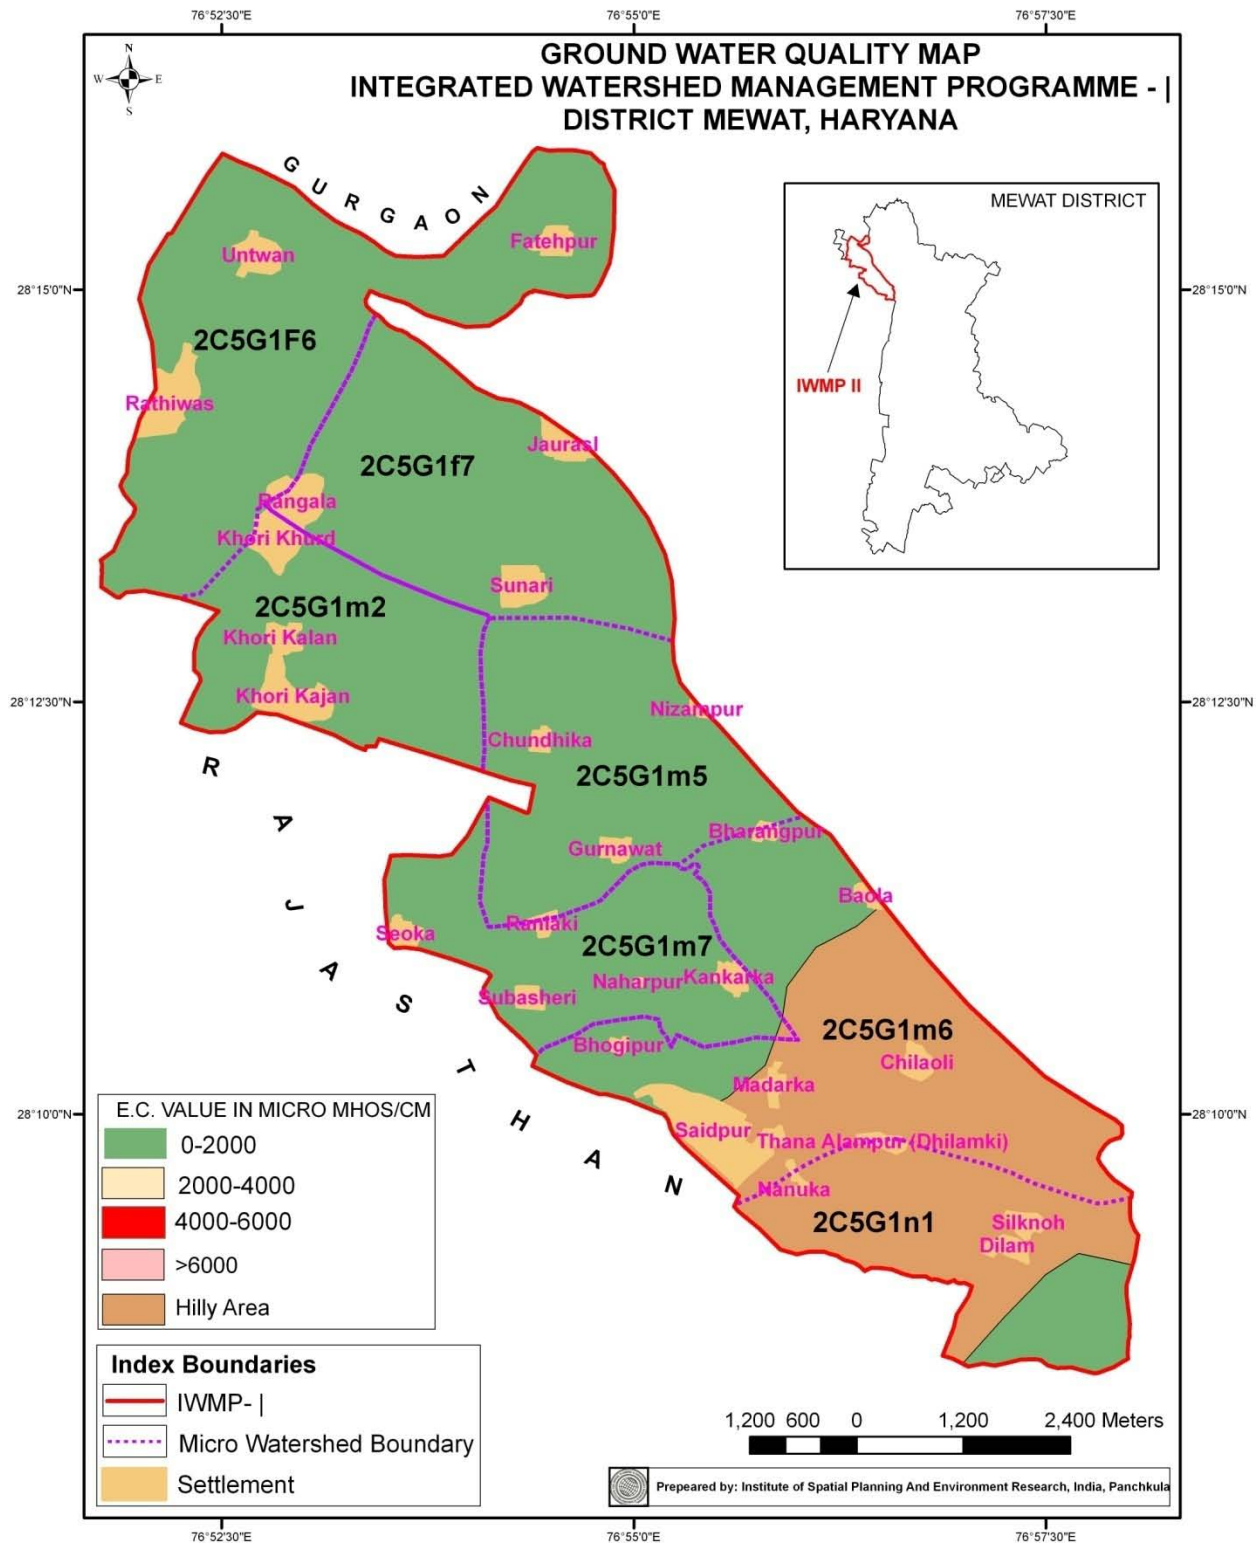 76°52'30"E 76°55'0"E 76°57'30"E
GROUND WATER QUALITY MAP
INTEGRATED WATERSHED MANAGEMENT PROGRAMME - |
DISTRICT MEWAT, HARYANA
N
W E
S
GURGAON
MEWAT DISTRICT
IWMP II
Fatehpur
Untwan
28°15'0"N 28°15'0"N
2C5G1F6
Rathiwas
Jaurasl
2C5G1f7
Rangala
Khori Khurd
Sunari
2C5G1m2
Khori Kalan
Khori Kajan
28°12'30"N 28°12'30"N
Nizampur
Chundhika
2C5G1m5
RAJASTHAN
Bharangpur
Gurnawat
Baola
Ranlaki
Seoka
2C5G1m7
Naharpur
Kankarka
Subasheri
2C5G1m6
Bhogipur
Chilaoli
Madarka
28°10'0"N 28°10'0"N
Saidpur
Thana Alampur (Dhilamki)
Nanuka
2C5G1n1
Silknoh
Dilam
E.C. VALUE IN MICRO MHOS/CM
0-2000
2000-4000
4000-6000
>6000
Hilly Area
Index Boundaries
IWMP- |
Micro Watershed Boundary
Settlement
1,200 600 0 1,200 2,400 Meters
Prepeared by: Institute of Spatial Planning And Environment Research, India, Panchkula
76°52'30"E 76°55'0"E 76°57'30"E